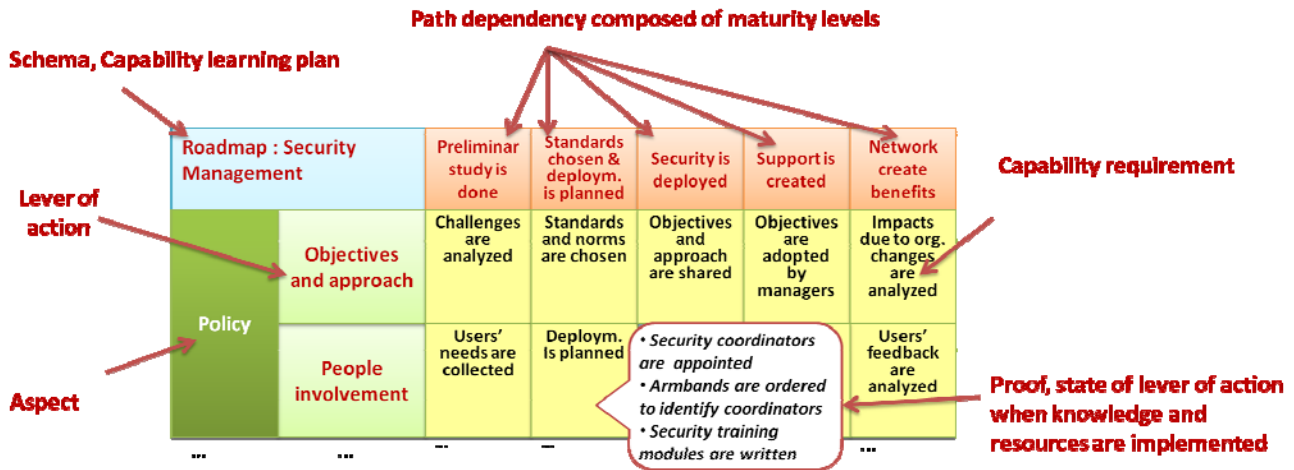 Path dependency composed of maturity levels
Schema, Capability learning plan
Roadmap : Security
Management
Preliminar
study is
done
Standards
chosen &
deploym.
is planned
Security is
deployed
Support is
created
Network
create
benefits
Capability requirement
Lever of
action
Policy
Objectives
and approach
Challenges
are
analyzed
Standards
and norms
are chosen
Objectives
and
approach
are shared
Objectives
are
adopted
by
managers
Impacts
due to org.
changes
are
analyzed
People
involvement
Users'
needs are
collected
Deploym.
Is planned
• Security coordinators
are appointed
• Armbands are ordered
to identify coordinators
• Security training
modules are written
Users'
feedback
are
analyzed
Aspect
Proof, state of lever of action
when knowledge and
resources are implemented
... ... ... ... ...